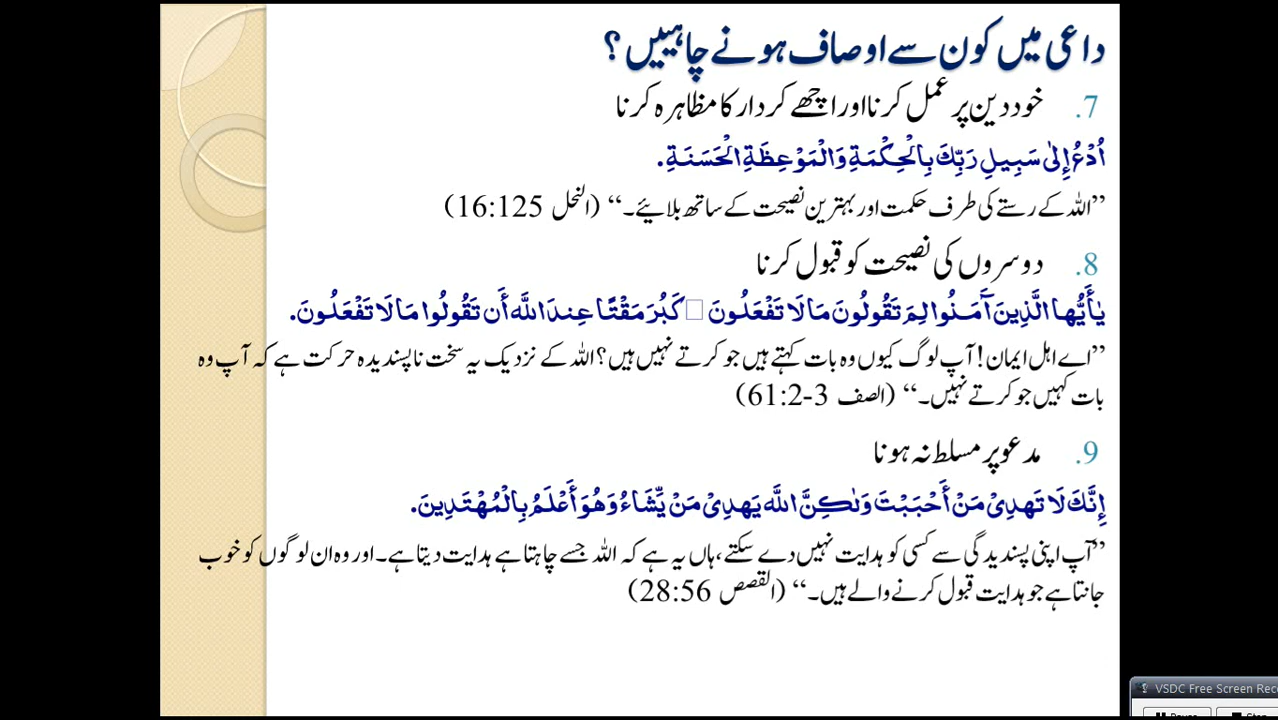 داعی میں کون سے اوصاف ہونے چاہییں؟
7. خود دین پر عمل کرنا اور اچھے کردار کا مظاہرہ کرنا
اُدْعُ إِلىٰ سَبِيلِ رَبِّكَ بِالْحِكْمَةِ وَالْمَوْعِظَةِ الْحَسَنَةِ.
’’اللہ کے رستے کی طرف حکمت اور بہترین نصیحت کے ساتھ بلائیے۔‘‘ (النحل 16:125)
8. دوسروں کی نصیحت کو قبول کرنا
يٰأَيُّها الَّذِينَ آَمَنُوا لِمَ تَقُولُونَ مَا لَا تَفْعَلُونَ كَبُرَ مَقْتًا عِندَ اللَّه أَن تَقُولُوا مَا لَا تَفْعَلُونَ.
’’اے اہل ایمان! آپ لوگ کیوں وہ بات کہتے ہیں جو کرتے نہیں ہیں؟ اللہ کے نزدیک یہ سخت ناپسندیدہ حرکت ہے کہ آپ وہ
بات کہیں جو کرتے نہیں۔‘‘ (الصف 3-61:2)
9. مدعو پر مسلط نہ ہونا
إِنَّكَ لَا تَهدِىْ مَنْ أَحْبَبْتَ وَلٰكِنَّ اللَّه يَهدِىْ مَنْ يَّشَاءُ وَهُوَ أَعْلَمُ بِالْمُهْتَدِينَ.
’’آپ اپنی پسندیدگی سے کسی کو ہدایت نہیں دے سکتے، ہاں یہ ہے کہ اللہ جسے چاہتا ہے ہدایت دیتا ہے۔ اور وہ ان لوگوں کو خوب
جانتا ہے جو ہدایت قبول کرنے والے ہیں۔‘‘ (القصص 28:56)
VSDC Free Screen Rec